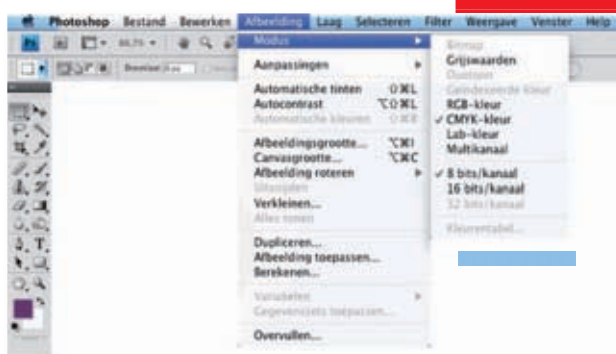 Photoshop Bestand Bewerken Afbeelding Laag Selecteren Filter Weergave Venster Help
Modus
Aanpassingen
Automatische tinten ⇧⌘L
Autocontrast ⌥⇧⌘L
Automatische kleuren ⇧⌘B
Afbeeldingsgrootte... ⌥⌘I
Canvasgrootte... ⌥⌘C
Afbeelding roteren
Uitsnijden
Verkleinen...
Alles tonen
Dupliceren...
Afbeelding toepassen...
Berekenen...
Variabelen
Gegevenssets toepassen...
Overvullen...
Bitmap
Grijswaarden
Duotoon
Geïndexeerde kleur
RGB-kleur
✓ CMYK-kleur
Lab-kleur
Multikanaal
✓ 8 bits/kanaal
16 bits/kanaal
32 bits/kanaal
Kleurentabel...